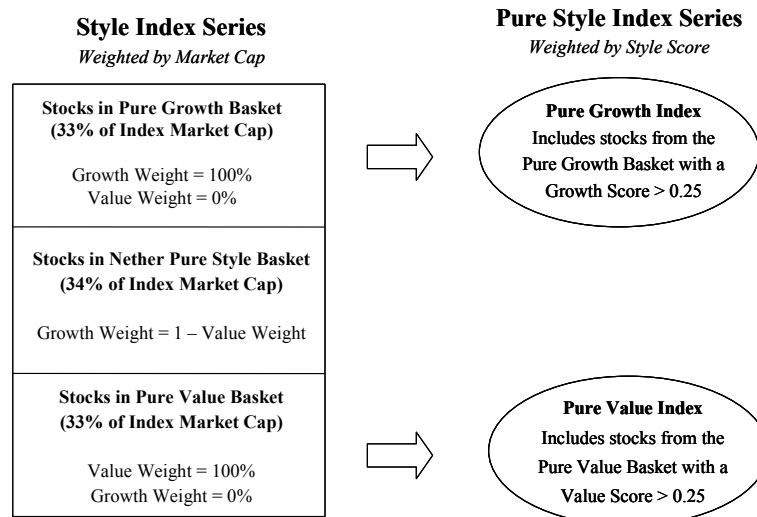 Style Index Series
Weighted by Market Cap
Stocks in Pure Growth Basket
(33% of Index Market Cap)
Growth Weight = 100%
Value Weight = 0%
Stocks in Nether Pure Style Basket
(34% of Index Market Cap)
Growth Weight = 1 – Value Weight
Stocks in Pure Value Basket
(33% of Index Market Cap)
Value Weight = 100%
Growth Weight = 0%
Pure Style Index Series
Weighted by Style Score
Pure Growth Index
Includes stocks from the
Pure Growth Basket with a
Growth Score > 0.25
Pure Value Index
Includes stocks from the
Pure Value Basket with a
Value Score > 0.25